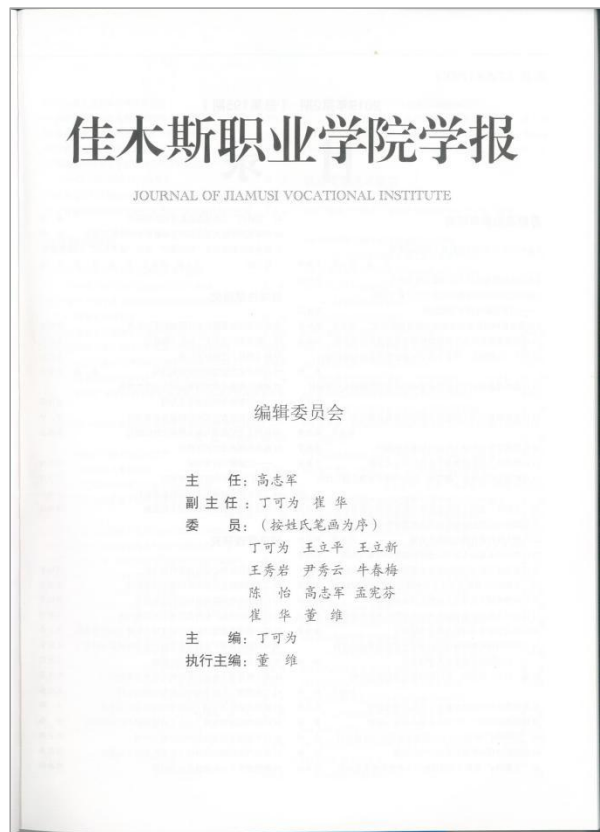 佳木斯职业学院学报
JOURNAL OF JIAMUSI VOCATIONAL INSTITUTE
编辑委员会
主　　任：高志军
副 主 任：丁可为　崔 华
委　　员：（按姓氏笔画为序）
丁可为　王立平　王立新
王秀岩　尹秀云　牛春梅
陈　怡　高志军　孟宪芬
崔　华　董　维
主　　编：丁可为
执行主编：董　维